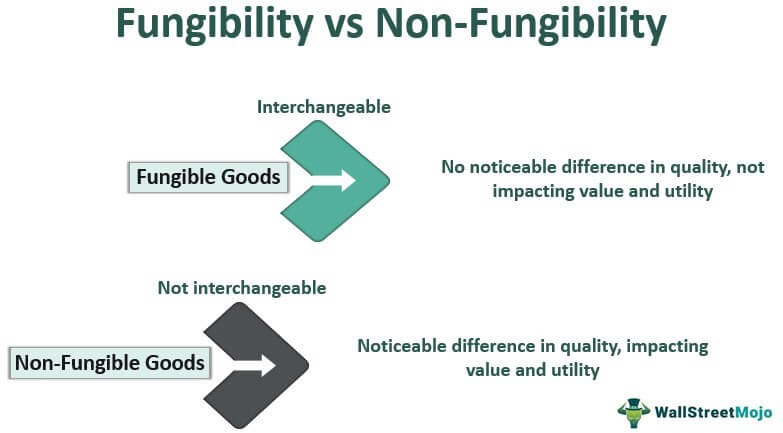 Fungibility vs Non-Fungibility
Interchangeable
Fungible Goods
No noticeable difference in quality, not
impacting value and utility
Not interchangeable
Non-Fungible Goods
Noticeable difference in quality, impacting
value and utility
WallStreetMojo